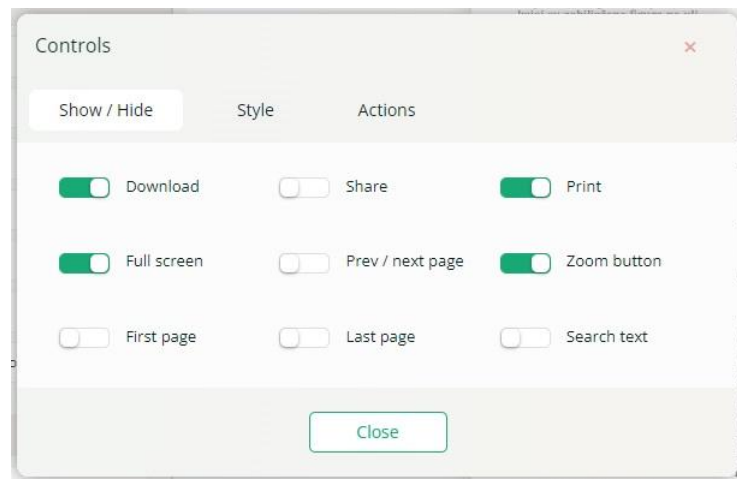 Controls
×
Show / Hide Style Actions
Download Share Print
Full screen Prev / next page Zoom button
First page Last page Search text
Close